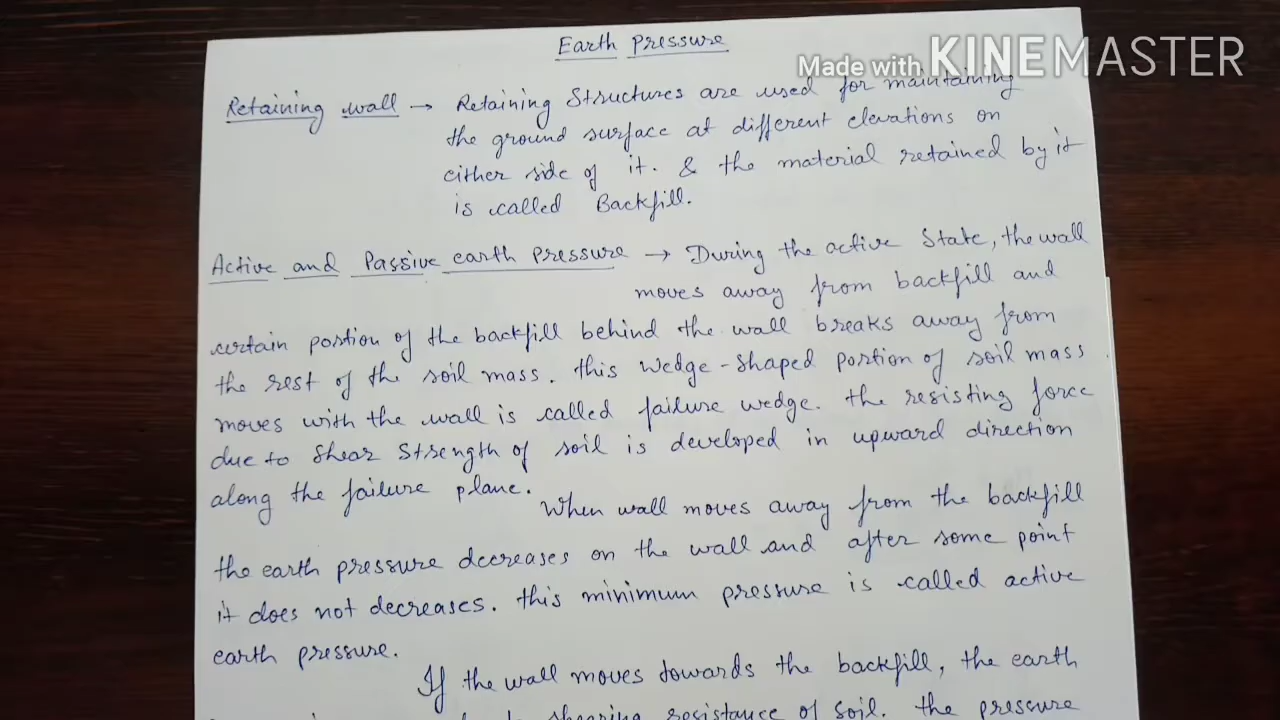 Earth Pressure
Made with KINEMASTER
Retaining wall → Retaining Structures are used for maintaining
the ground surface at different elevations on
either side of it. & the material retained by it
is called Backfill.
Active and Passive earth pressure → During the active State, the wall
moves away from backfill and
certain portion of the backfill behind the wall breaks away from
the rest of the soil mass. this wedge-shaped portion of soil mass
moves with the wall is called failure wedge. the resisting force
due to Shear Strength of soil is developed in upward direction
along the failure plane.
When wall moves away from the backfill
the earth pressure decreases on the wall and after some point
it does not decreases. this minimum pressure is called active
earth pressure.
If the wall moves towards the backfill, the earth
shearing resistance of soil. the pressure